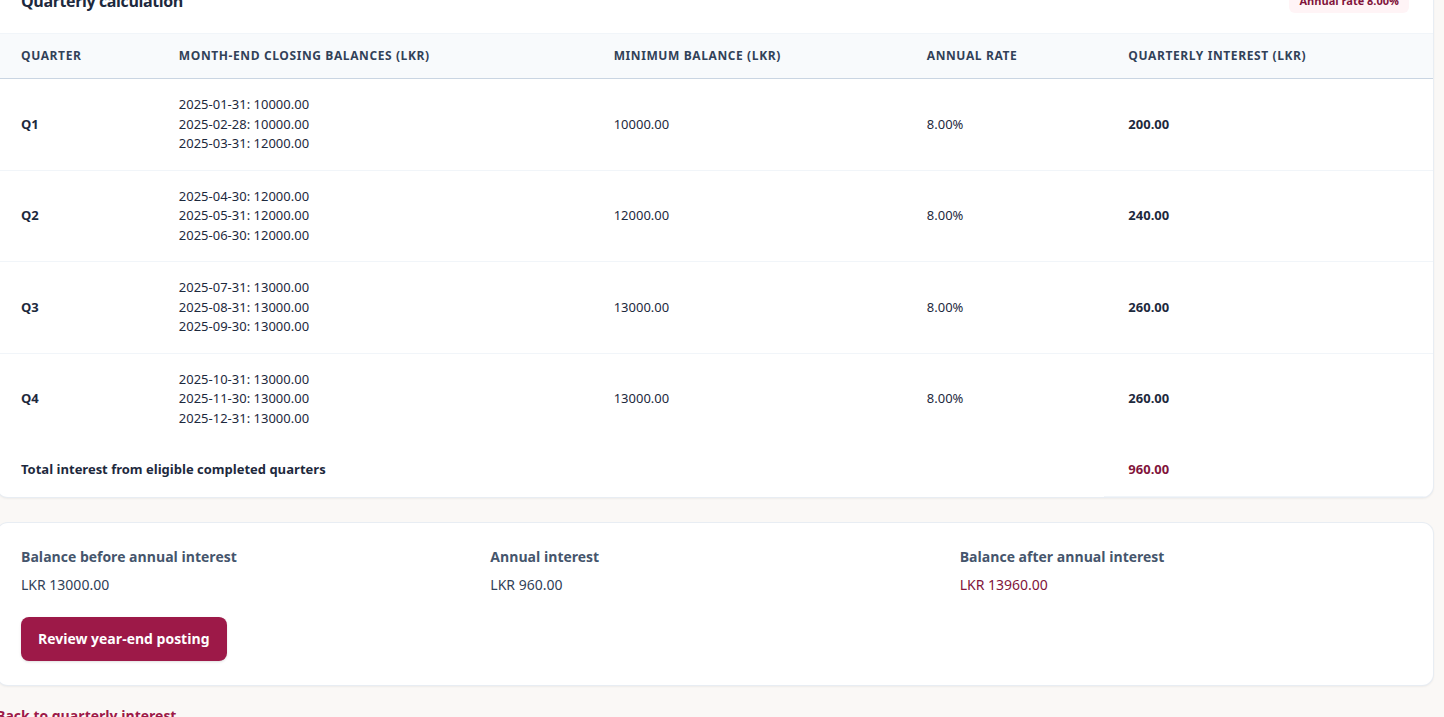 Quarterly calculation
Annual rate 8.00%
QUARTER MONTH-END CLOSING BALANCES (LKR) MINIMUM BALANCE (LKR) ANNUAL RATE QUARTERLY INTEREST (LKR)
2025-01-31: 10000.00
Q1 2025-02-28: 10000.00 10000.00 8.00% 200.00
2025-03-31: 12000.00
2025-04-30: 12000.00
Q2 2025-05-31: 12000.00 12000.00 8.00% 240.00
2025-06-30: 12000.00
2025-07-31: 13000.00
Q3 2025-08-31: 13000.00 13000.00 8.00% 260.00
2025-09-30: 13000.00
2025-10-31: 13000.00
Q4 2025-11-30: 13000.00 13000.00 8.00% 260.00
2025-12-31: 13000.00
Total interest from eligible completed quarters 960.00
Balance before annual interest Annual interest Balance after annual interest
LKR 13000.00 LKR 960.00 LKR 13960.00
Review year-end posting
Back to quarterly interest